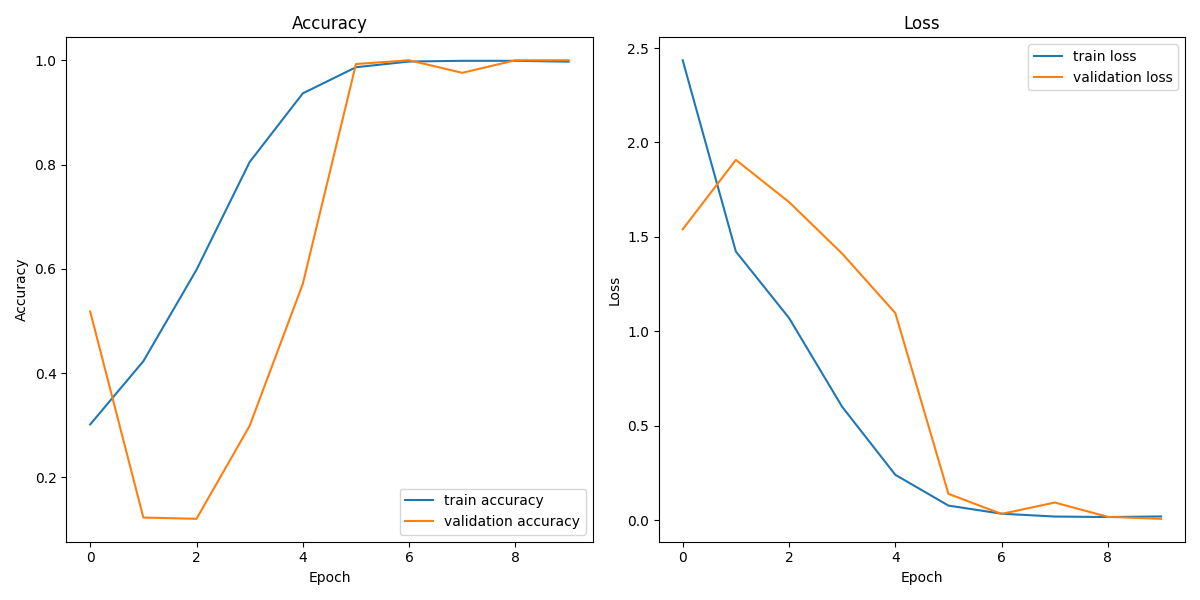 Accuracy
1.0
0.8
0.6
0.4
0.2
Accuracy
train accuracy
validation accuracy
0 2 4 6 8
Epoch
Loss
2.5
2.0
1.5
1.0
0.5
0.0
Loss
train loss
validation loss
0 2 4 6 8
Epoch